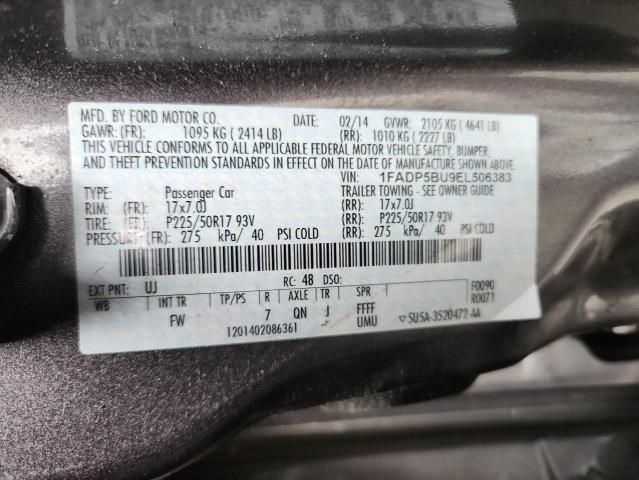 MFD. BY FORD MOTOR CO. DATE: 02/14 GVWR: 2105 KG ( 4641 LB)
GAWR: (FR): 1095 KG ( 2414 LB) (RR): 1010 KG ( 2227 LB)
THIS VEHICLE CONFORMS TO ALL APPLICABLE FEDERAL MOTOR VEHICLE SAFETY, BUMPER,
AND THEFT PREVENTION STANDARDS IN EFFECT ON THE DATE OF MANUFACTURE SHOWN ABOVE.
VIN: 1FADP5BU9EL506383
TYPE: Passenger Car TRAILER TOWING - SEE OWNER GUIDE
RIM: (FR): 17x7.0J (RR): 17x7.0J
TIRE: (FR): P225/50R17 93V (RR): P225/50R17 93V
PRESSURE: (FR): 275 kPa/ 40 PSI COLD (RR): 275 kPa/ 40 PSI COLD
EXT PNT: UJ RC: 48 DSO: F0090
WB INT TR TP/PS R AXLE TR SPR R0071
FW 7 QN J FFFF
1201402086361 UMU 5U5A-3520472-AA